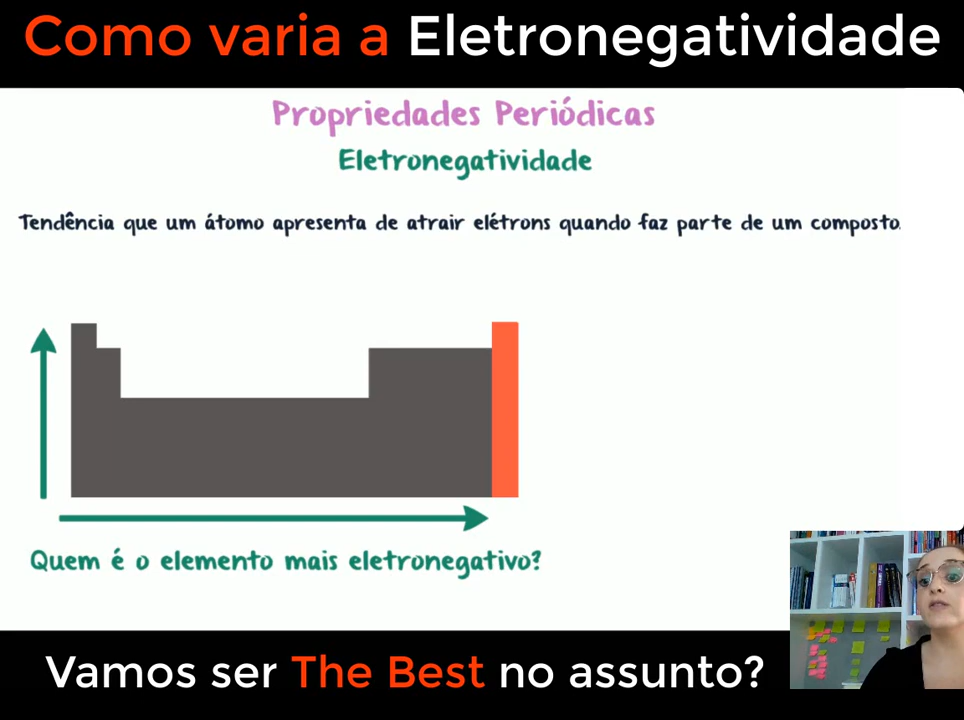 Como varia a Eletronegatividade
Propriedades Periódicas
Eletronegatividade
Tendência que um átomo apresenta de atrair elétrons quando faz parte de um composto.
Quem é o elemento mais eletronegativo?
Vamos ser The Best no assunto?